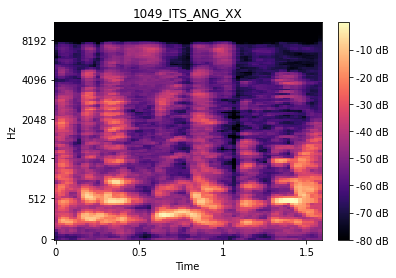 1049_ITS_ANG_XX
8192
4096
2048
1024
512
0
Hz
0
0.5
1
1.5
Time
-10 dB
-20 dB
-30 dB
-40 dB
-50 dB
-60 dB
-70 dB
-80 dB